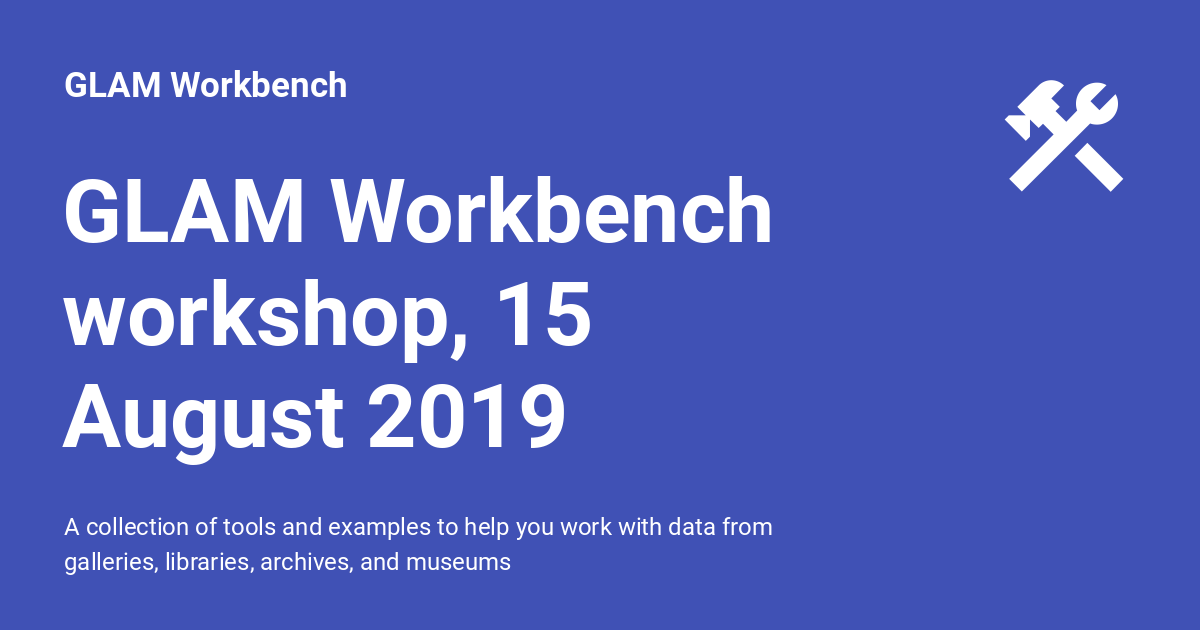 GLAM Workbench
GLAM Workbench
workshop, 15
August 2019
A collection of tools and examples to help you work with data from
galleries, libraries, archives, and museums